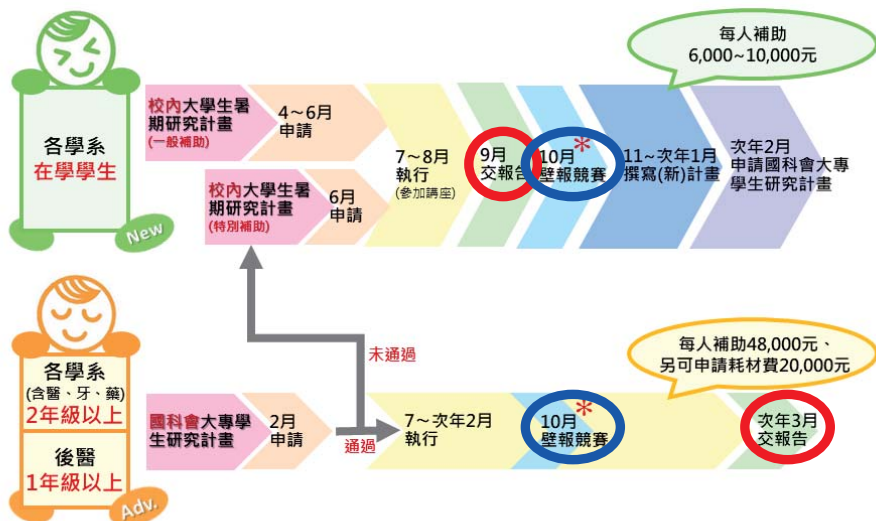 各學系
在學學生
New
校內大學生暑
期研究計畫
(一般補助)
4～6月
申請
校內大學生暑
期研究計畫
(特別補助)
6月
申請
7～8月
執行
(參加講座)
9月
交報告
10月*
壁報競賽
11~次年1月
撰寫(新)計畫
次年2月
申請國科會大專
學生研究計畫
每人補助
6,000~10,000元
各學系
(含醫、牙、藥)
2年級以上
後醫
1年級以上
Adv.
國科會大專學
生研究計畫
2月
申請
未通過
通過
7～次年2月
執行
10月*
壁報競賽
次年3月
交報告
每人補助48,000元、
另可申請耗材費20,000元